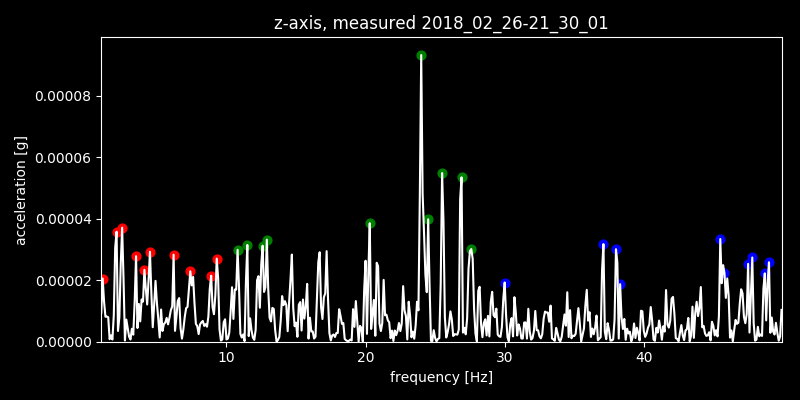 z-axis, measured 2018_02_26-21_30_01
acceleration [g]
0.00008
0.00006
0.00004
0.00002
0.00000
10 20 30 40
frequency [Hz]